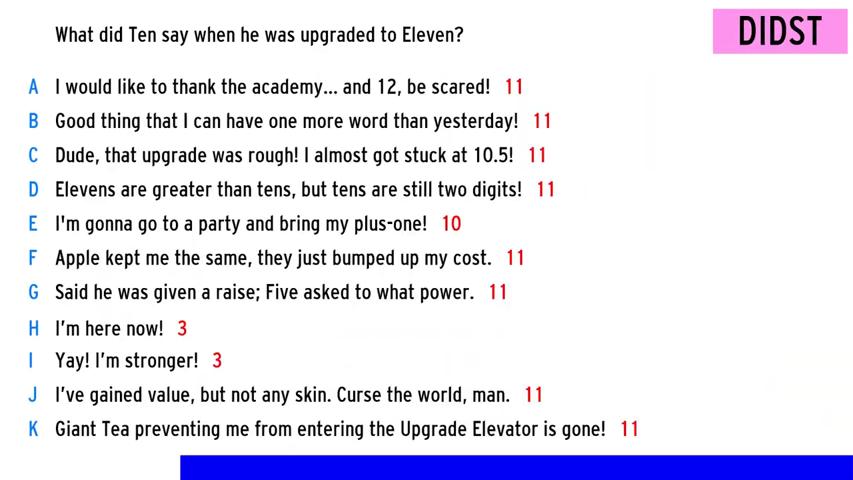 What did Ten say when he was upgraded to Eleven?
DIDST
A I would like to thank the academy... and 12, be scared! 11
B Good thing that I can have one more word than yesterday! 11
C Dude, that upgrade was rough! I almost got stuck at 10.5! 11
D Elevens are greater than tens, but tens are still two digits! 11
E I'm gonna go to a party and bring my plus-one! 10
F Apple kept me the same, they just bumped up my cost. 11
G Said he was given a raise; Five asked to what power. 11
H I’m here now! 3
I Yay! I’m stronger! 3
J I’ve gained value, but not any skin. Curse the world, man. 11
K Giant Tea preventing me from entering the Upgrade Elevator is gone! 11